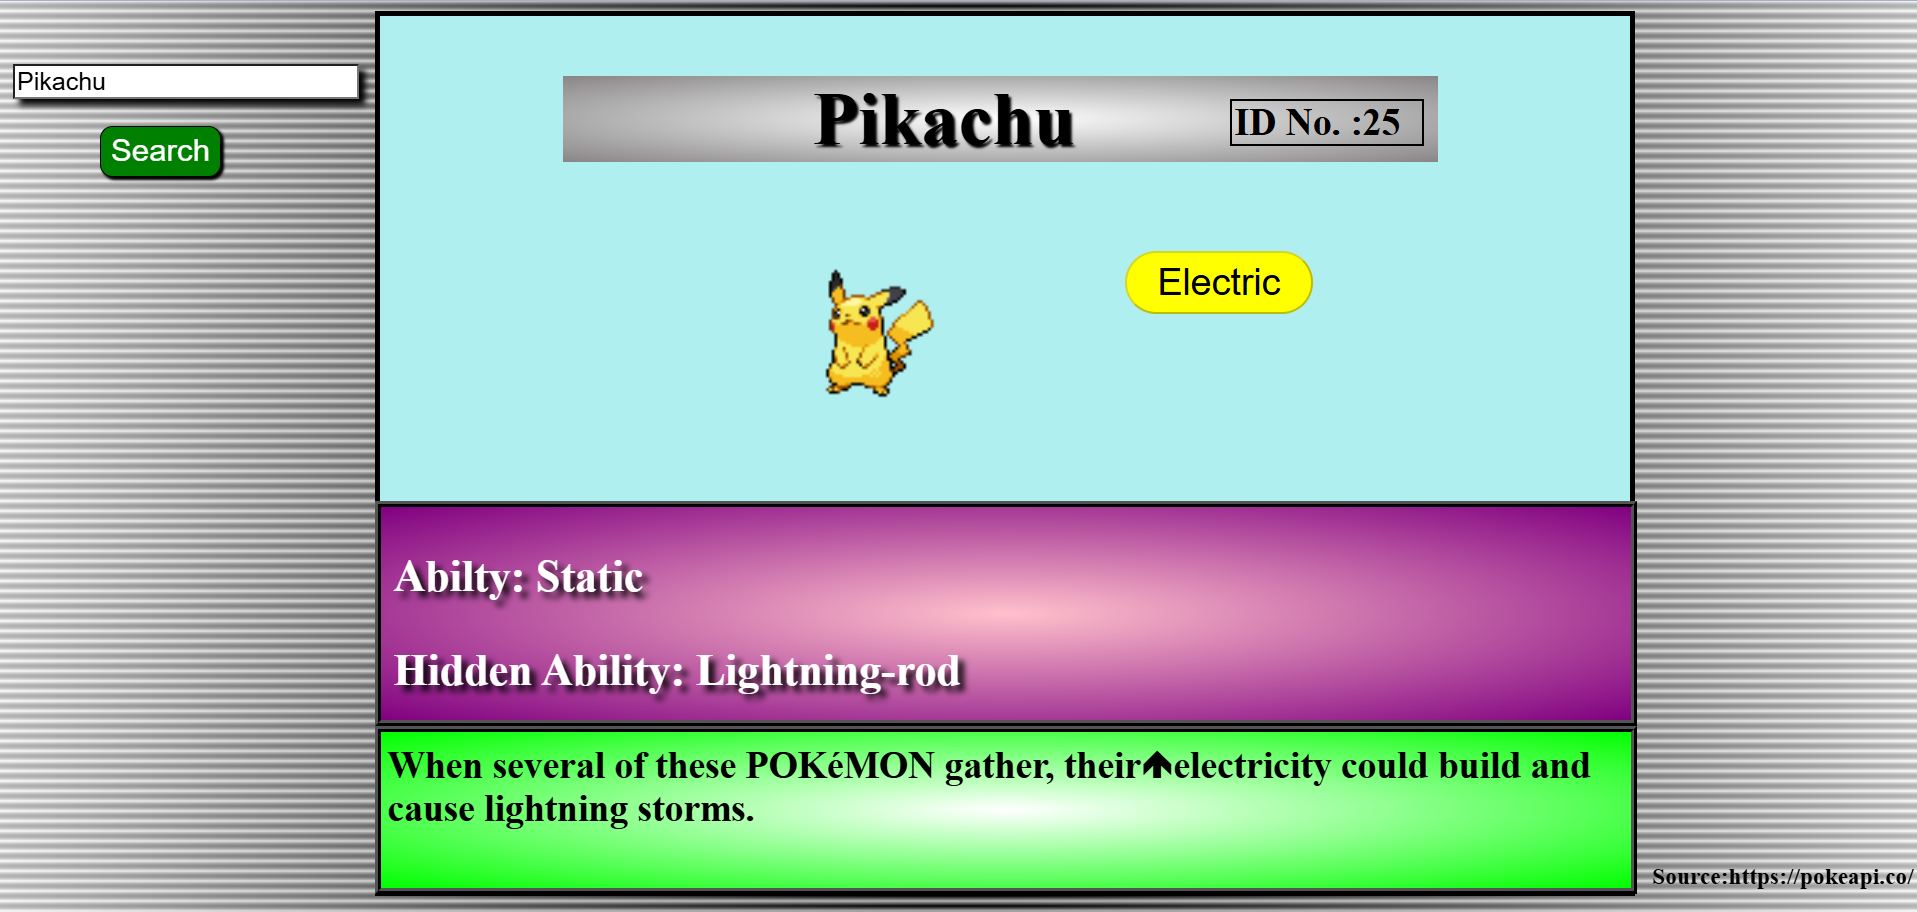 Pikachu
Search
Pikachu
ID No. :25
Electric
Abilty: Static
Hidden Ability: Lightning-rod
When several of these POKéMON gather, their🡅electricity could build and
cause lightning storms.
Source:https://pokeapi.co/